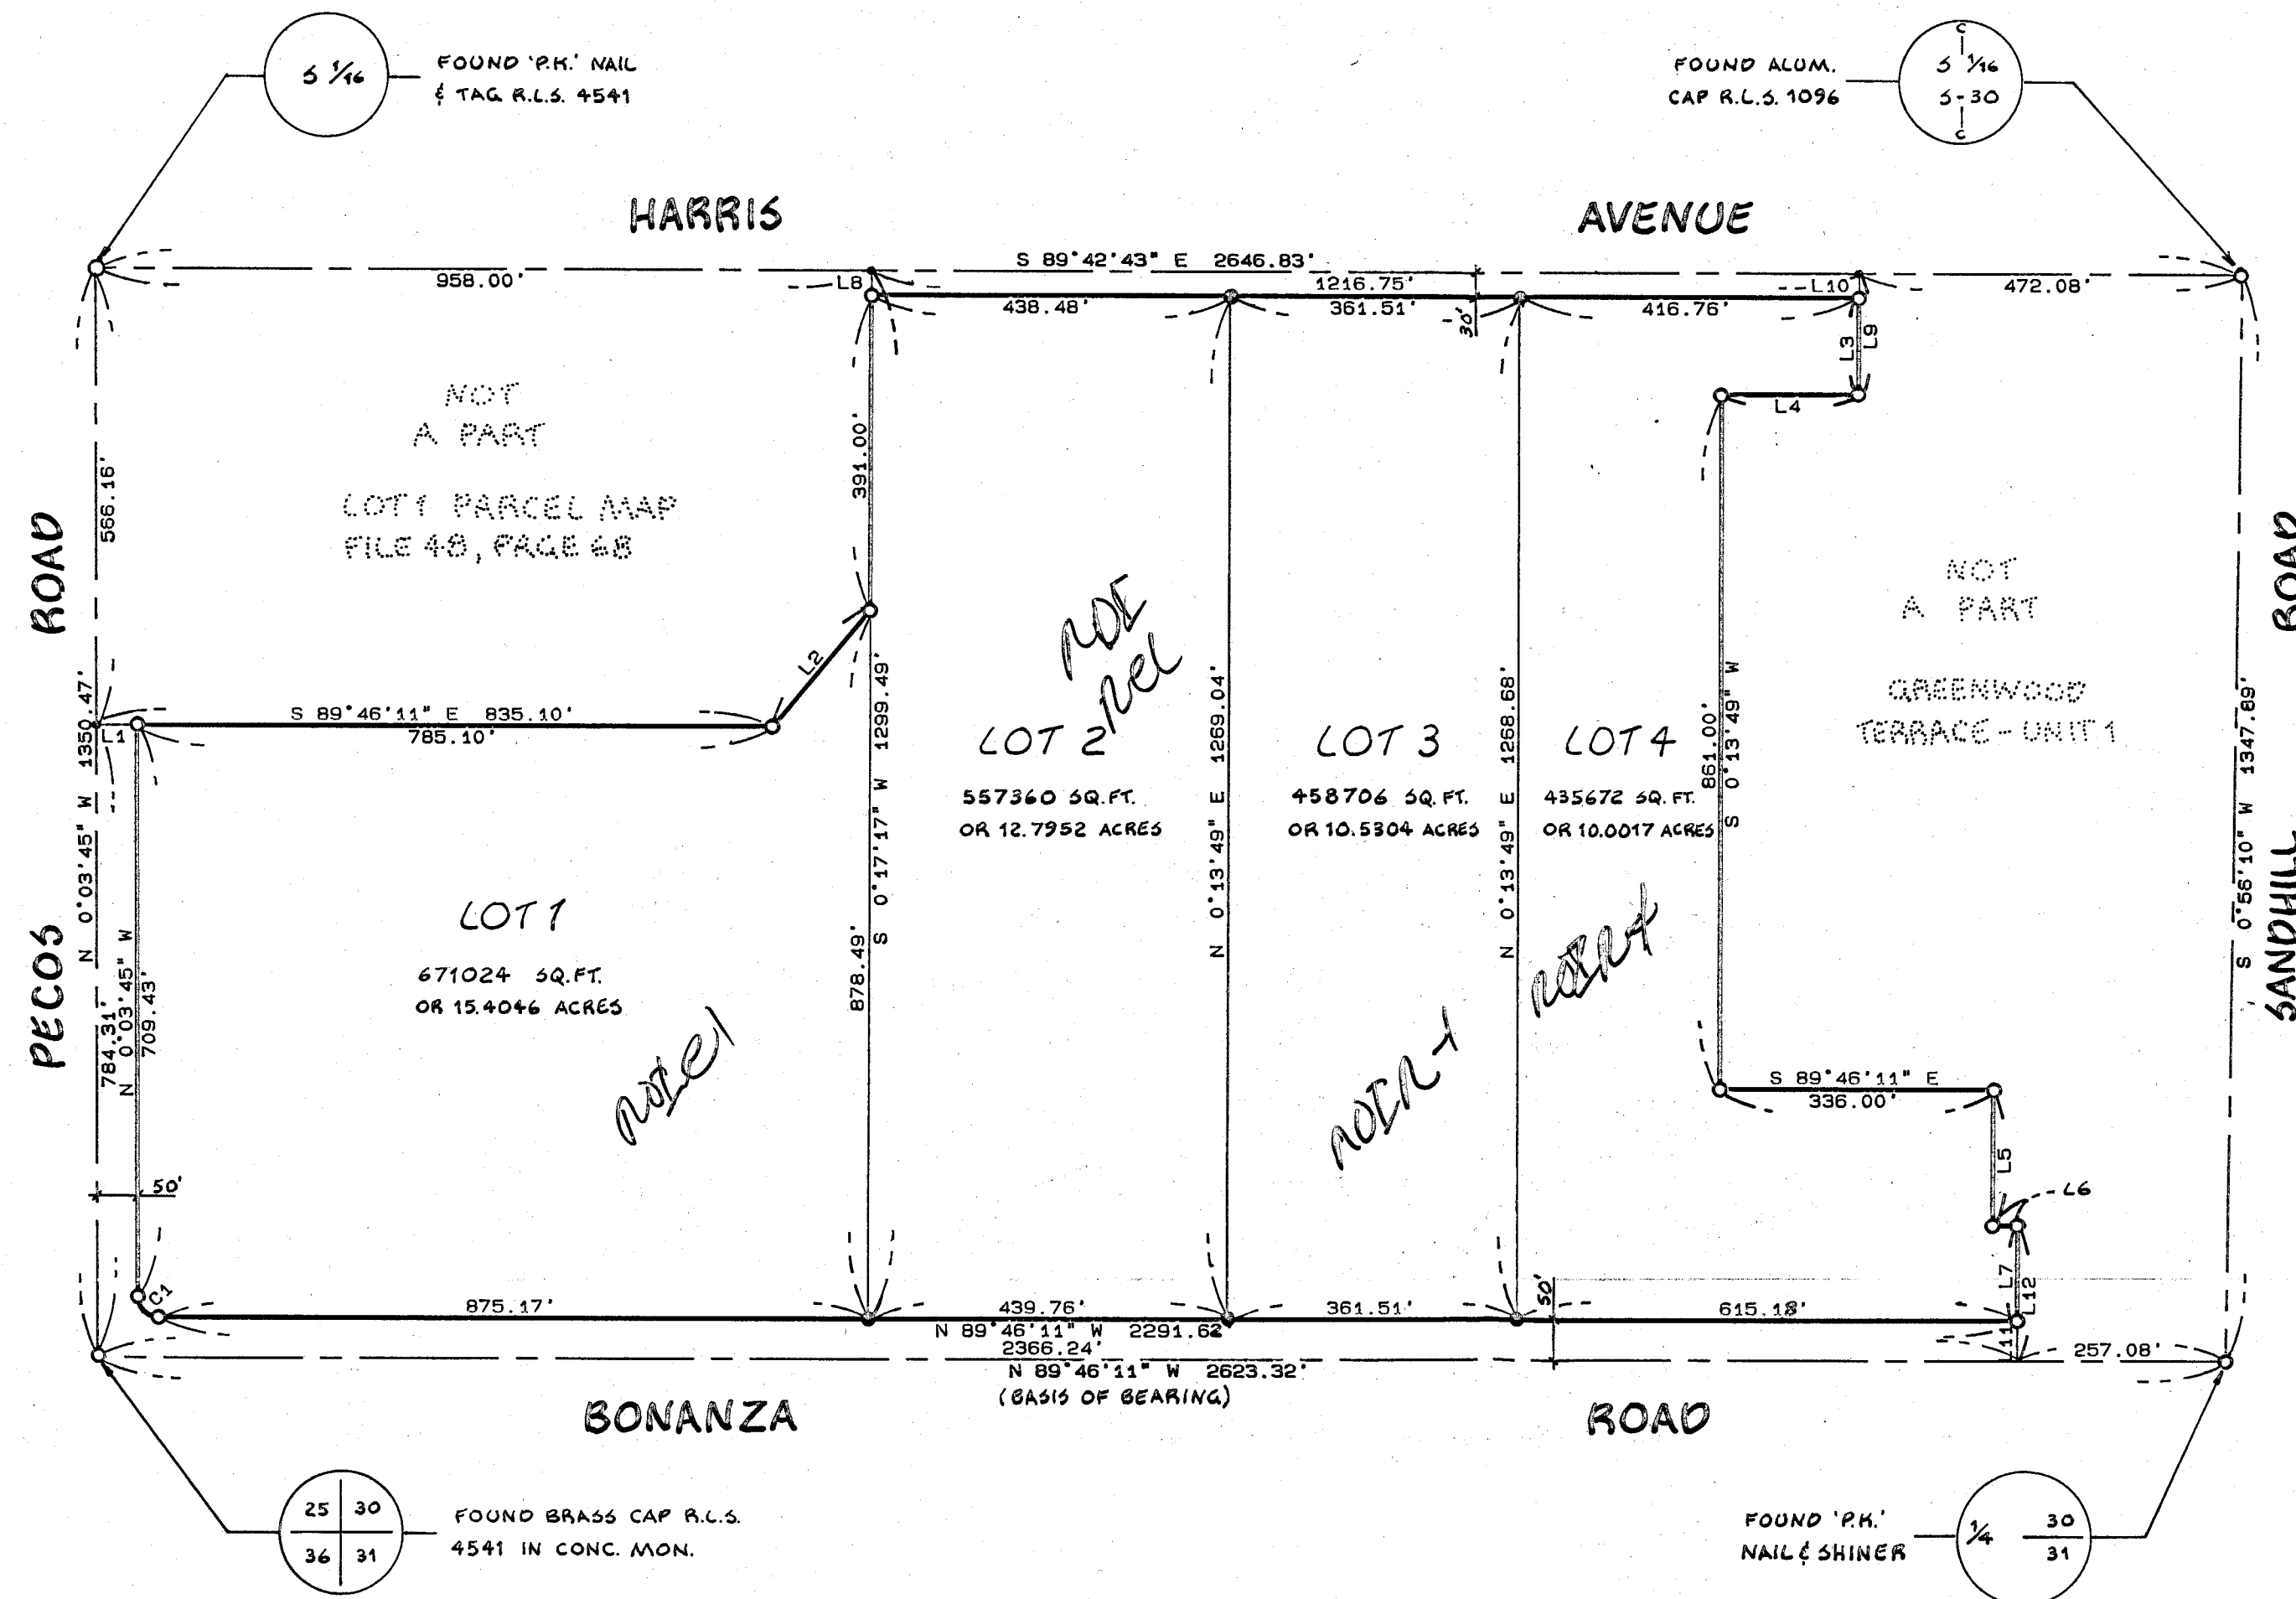 S 1/16
FOUND 'P.K.' NAIL
& TAG R.L.S. 4541
FOUND ALUM.
CAP R.L.S. 1096
C
S 1/16
S-30
C
HARRIS
AVENUE
S 89°42'43" E 2646.83'
958.00'
1216.75'
472.08'
L8
438.48'
361.51'
30'
416.76'
L10
L3
L9
L4
NOT
A PART
LOT 1 PARCEL MAP
FILE 48, PAGE 68
566.16'
391.00'
ROAD
PECOS
N 0°03'45" W 1350.47'
L1
S 89°46'11" E 835.10'
785.10'
L2
S 0°17'17" W 1299.49'
878.49'
LOT 2
557360 SQ.FT.
OR 12.7952 ACRES
N 0°13'49" E 1269.04'
LOT 3
458706 SQ.FT.
OR 10.5304 ACRES
N 0°13'49" E 1268.68'
LOT 4
435672 SQ.FT.
OR 10.0017 ACRES
861.00'
S 0°13'49" W
NOT
A PART
GREENWOOD
TERRACE - UNIT 1
S 0°56'10" W 1347.89'
ROAD
SANDHILL
LOT 1
671024 SQ.FT.
OR 15.4046 ACRES
784.31'
N 0°03'45" W
709.43'
50'
C1
S 89°46'11" E
336.00'
L5
L6
L7
L12
L11
875.17'
439.76'
361.51'
50'
615.18'
N 89°46'11" W 2291.62'
2366.24'
257.08'
N 89°46'11" W 2623.32'
(BASIS OF BEARING)
BONANZA
ROAD
25 30
36 31
FOUND BRASS CAP R.L.S.
4541 IN CONC. MON.
FOUND 'P.K.'
NAIL & SHINER
1/4 30
31